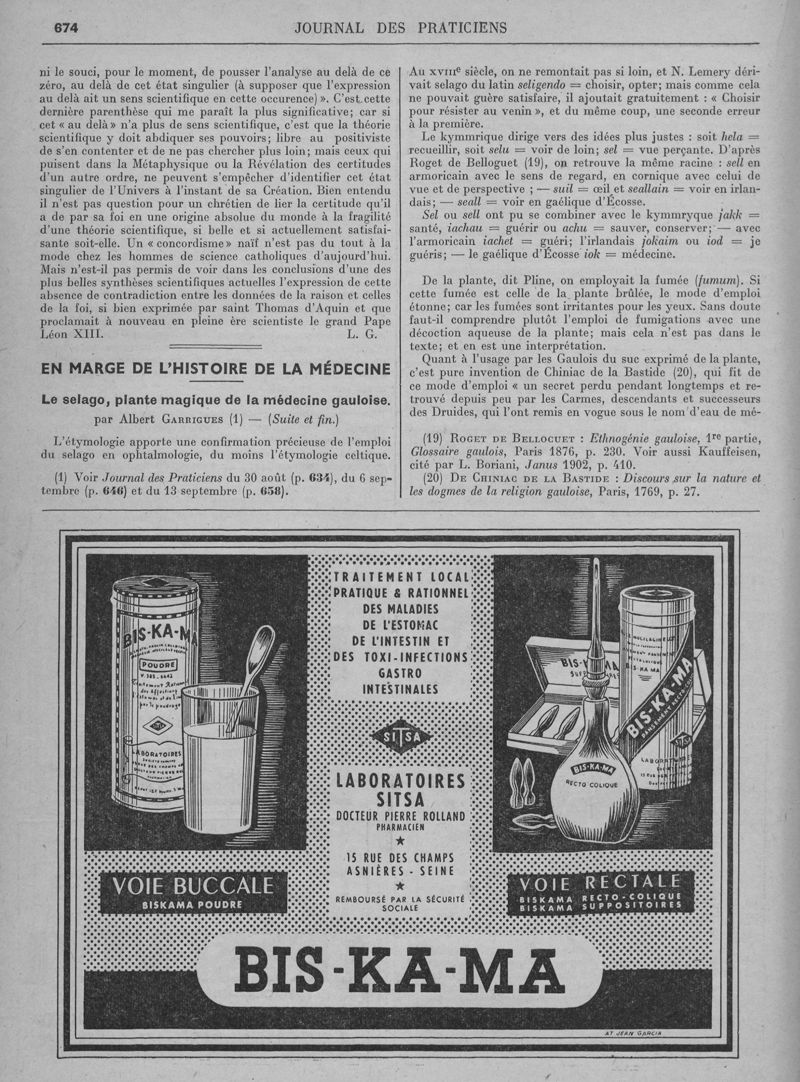 674
JOURNAL DES PRATICIENS
ni le souci, pour le moment, de pousser l'analyse au delà de ce
zéro, au delà de cet état singulier (à supposer que l'expression
au delà ait un sens scientifique en cette occurence) ». C'est cette
dernière parenthèse qui me paraît la plus significative; car si
cet « au delà » n'a plus de sens scientifique, c'est que la théorie
scientifique y doit abdiquer ses pouvoirs; libre au positiviste
de s'en contenter et de ne pas chercher plus loin; mais ceux qui
puisent dans la Métaphysique ou la Révélation des certitudes
d'un autre ordre, ne peuvent s'empêcher d'identifier cet état
singulier de l'Univers à l'instant de sa Création. Bien entendu
il n'est pas question pour un chrétien de lier la certitude qu'il
a de par sa foi en une origine absolue du monde à la fragilité
d'une théorie scientifique, si belle et si actuellement satisfai-
sante soit-elle. Un « concordisme » naïf n'est pas du tout à la
mode chez les hommes de science catholiques d'aujourd'hui.
Mais n'est-il pas permis de voir dans les conclusions d'une des
plus belles synthèses scientifiques actuelles l'expression de cette
absence de contradiction entre les données de la raison et celles
de la foi, si bien exprimée par saint Thomas d'Aquin et que
proclamait à nouveau en pleine ère scientiste le grand Pape
Léon XIII. L. G.
EN MARGE DE L'HISTOIRE DE LA MÉDECINE
Le selago, plante magique de la médecine gauloise.
par Albert GARRIGUES (1) — (Suite et fin.)
L'étymologie apporte une confirmation précieuse de l'emploi
du selago en ophtalmologie, du moins l'étymologie celtique.
(1) Voir Journal des Praticiens du 30 août (p. 634), du 6 sep-
tembre (p. 646) et du 13 septembre (p. 658).
Au XVIIIe siècle, on ne remontait pas si loin, et N. Lemery déri-
vait selago du latin seligendo = choisir, opter; mais comme cela
ne pouvait guère satisfaire, il ajoutait gratuitement : « Choisir
pour résister au venin », et du même coup, une seconde erreur
à la première.
Le kymmrique dirige vers des idées plus justes : soit hela =
recueillir, soit selu = voir de loin; sel = vue perçante. D'après
Roget de Belloguet (19), on retrouve la même racine : sell en
armoricain avec le sens de regard, en cornique avec celui de
vue et de perspective ; — suil = œil et seallain = voir en irlan-
dais; — seall = voir en gaélique d'Écosse.
Sel ou sell ont pu se combiner avec le kymmryque jakk =
santé, iachau = guérir ou achu = sauver, conserver; — avec
l'armoricain iachet = guéri; l'irlandais jokaim ou iod = je
guéris; — le gaélique d'Écosse iok = médecine.
De la plante, dit Pline, on employait la fumée (fumum). Si
cette fumée est celle de la plante brûlée, le mode d'emploi
étonne; car les fumées sont irritantes pour les yeux. Sans doute
faut-il comprendre plutôt l'emploi de fumigations avec une
décoction aqueuse de la plante; mais cela n'est pas dans le
texte; et en est une interprétation.
Quant à l'usage par les Gaulois du suc exprimé de la plante,
c'est pure invention de Chiniac de la Bastide (20), qui fit de
ce mode d'emploi « un secret perdu pendant longtemps et re-
trouvé depuis peu par les Carmes, descendants et successeurs
des Druides, qui l'ont remis en vogue sous le nom d'eau de mé-
(19) ROGET DE BELLOCUET : Ethnogénie gauloise, 1re partie,
Glossaire gaulois, Paris 1876, p. 230. Voir aussi Kauffeisen,
cité par L. Boriani, Janus 1902, p. 410.
(20) DE CHINIAC DE LA BASTIDE : Discours sur la nature et
les dogmes de la religion gauloise, Paris, 1769, p. 27.
BIS-KA-MA
POUDRE
LABORATOIRES
TRAITEMENT LOCAL
PRATIQUE & RATIONNEL
DES MALADIES
DE L'ESTOMAC
DE L'INTESTIN ET
DES TOXI-INFECTIONS
GASTRO
INTESTINALES
SITSA
LABORATOIRES
SITSA
DOCTEUR PIERRE ROLLAND
PHARMACIEN
15 RUE DES CHAMPS
ASNIÈRES - SEINE
REMBOURSÉ PAR LA SÉCURITÉ
SOCIALE
BIS-KA-MA
BIS-KA-MA
RECTO COLIQUE
VOIE BUCCALE
BISKAMA POUDRE
VOIE RECTALE
BISKAMA RECTO-COLIQUE
BISKAMA SUPPOSITOIRES
BIS-KA-MA
AT JEAN GARCIA